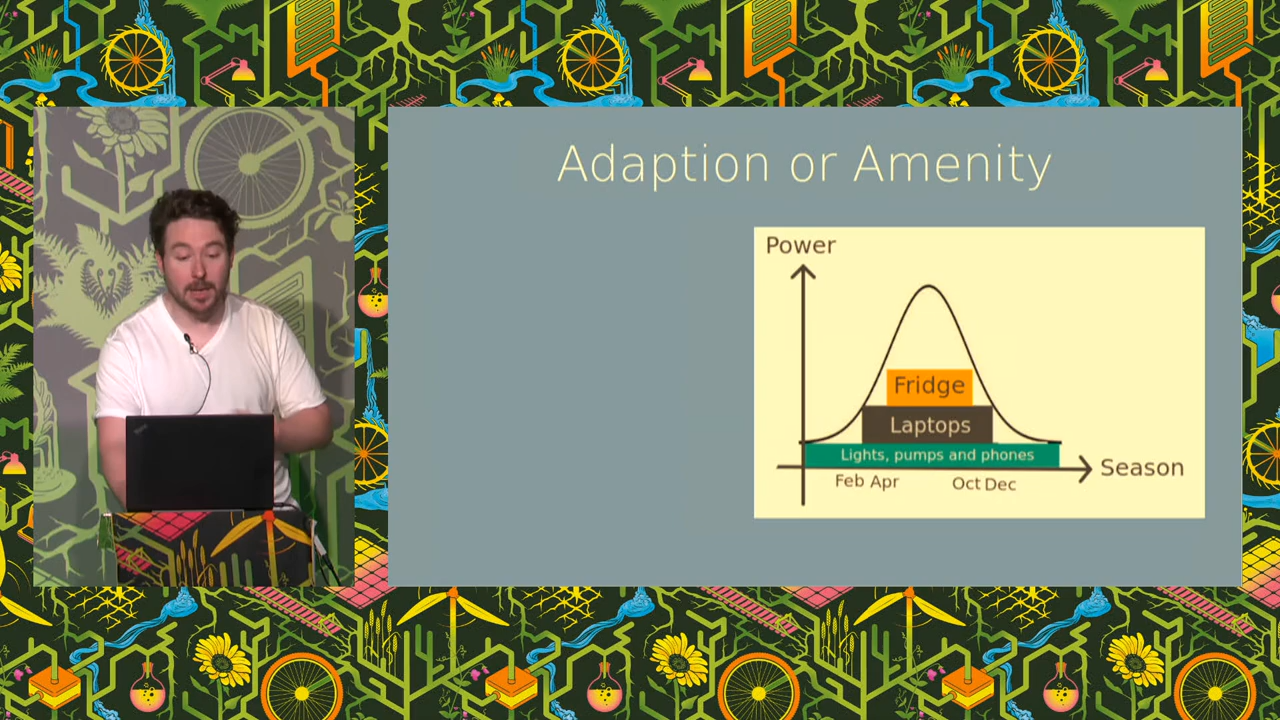 Adaption or Amenity
Power
Fridge
Laptops
Lights, pumps and phones
Season
Feb Apr
Oct Dec